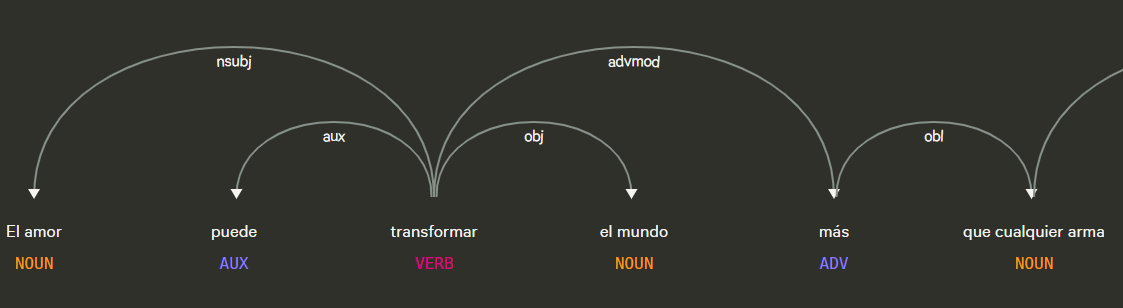 nsubj advmod
aux obj obl
El amor puede transformar el mundo más que cualquier arma
NOUN AUX VERB NOUN ADV NOUN